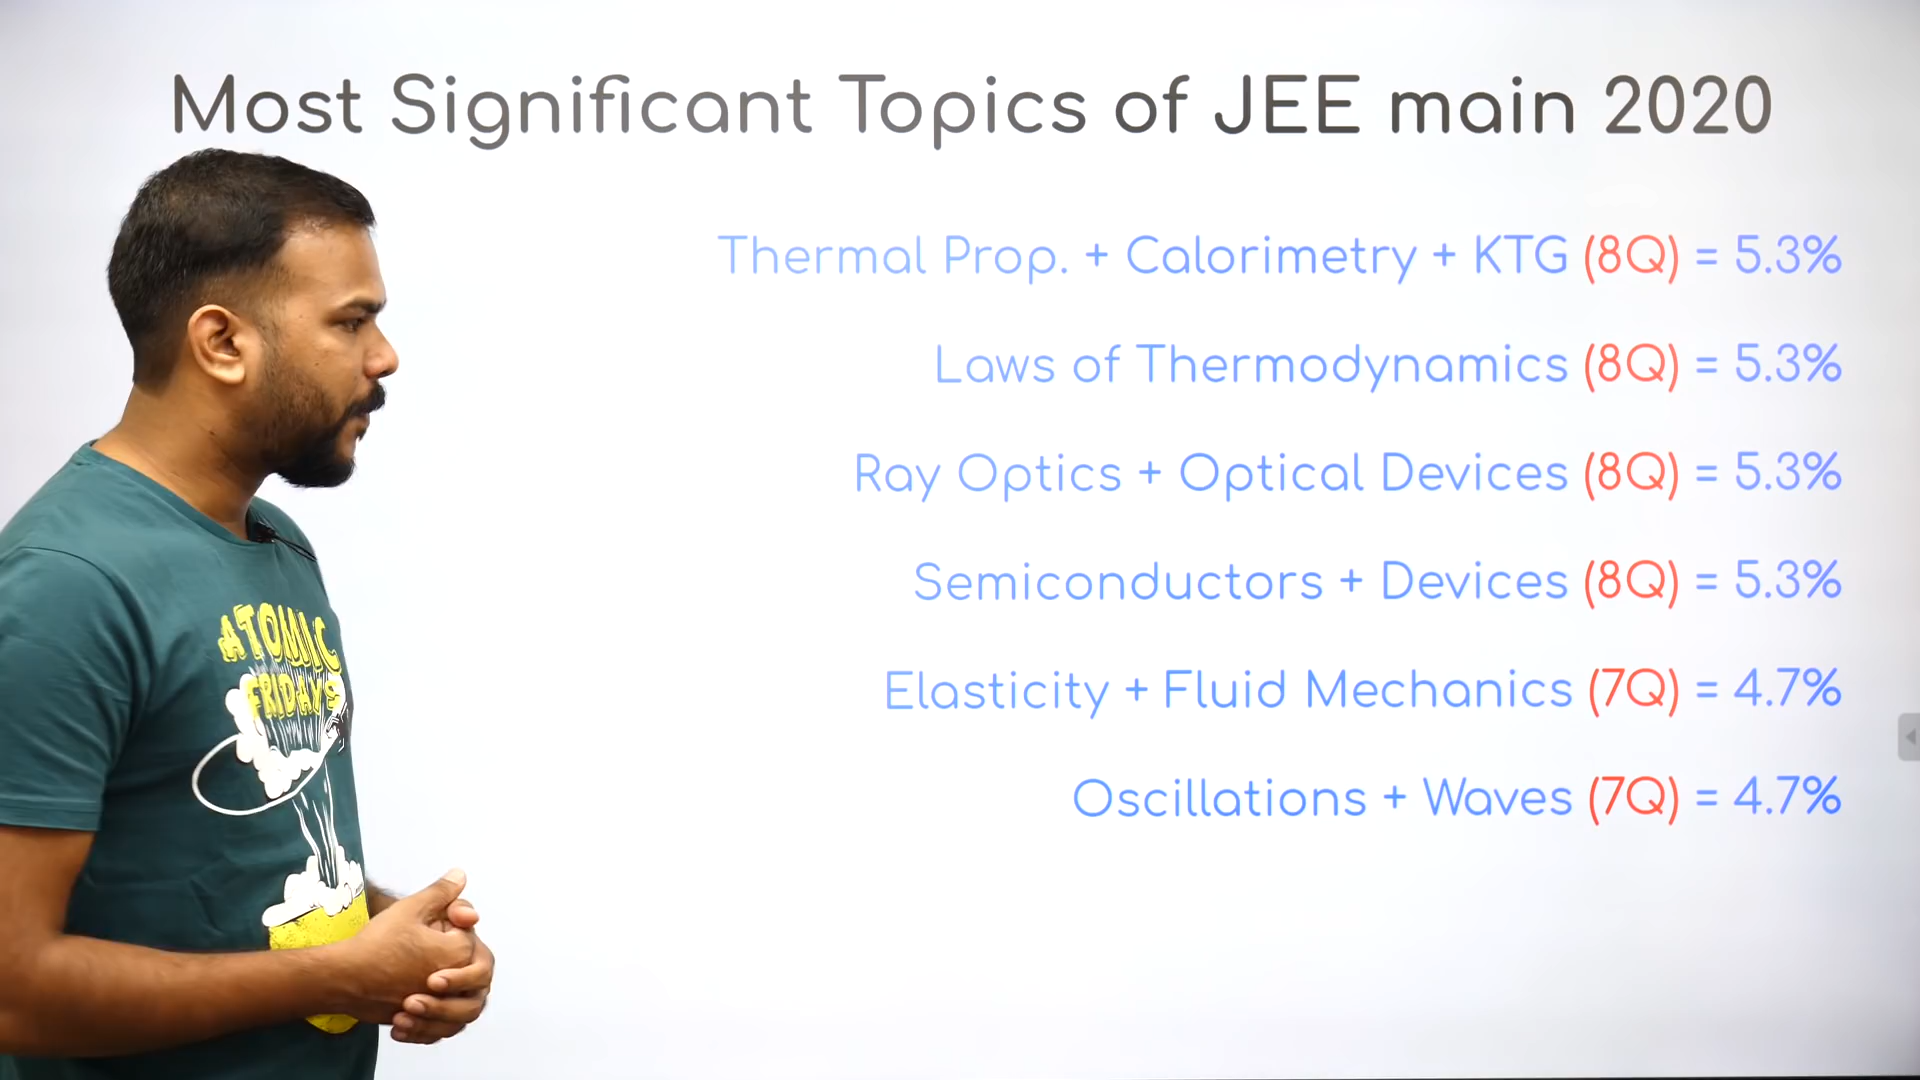 Most Significant Topics of JEE main 2020
Thermal Prop. + Calorimetry + KTG (8Q) = 5.3%
Laws of Thermodynamics (8Q) = 5.3%
Ray Optics + Optical Devices (8Q) = 5.3%
Semiconductors + Devices (8Q) = 5.3%
Elasticity + Fluid Mechanics (7Q) = 4.7%
Oscillations + Waves (7Q) = 4.7%
ATOMIC
FRIDAYS